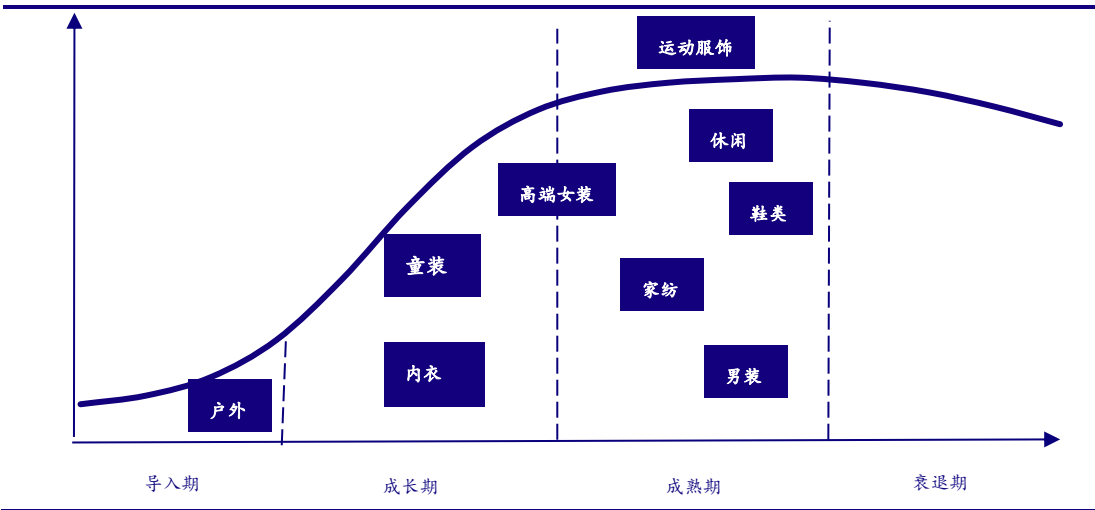 运动服饰
休闲
高端女装
鞋类
童装
家纺
内衣
男装
户外
导入期
成长期
成熟期
衰退期